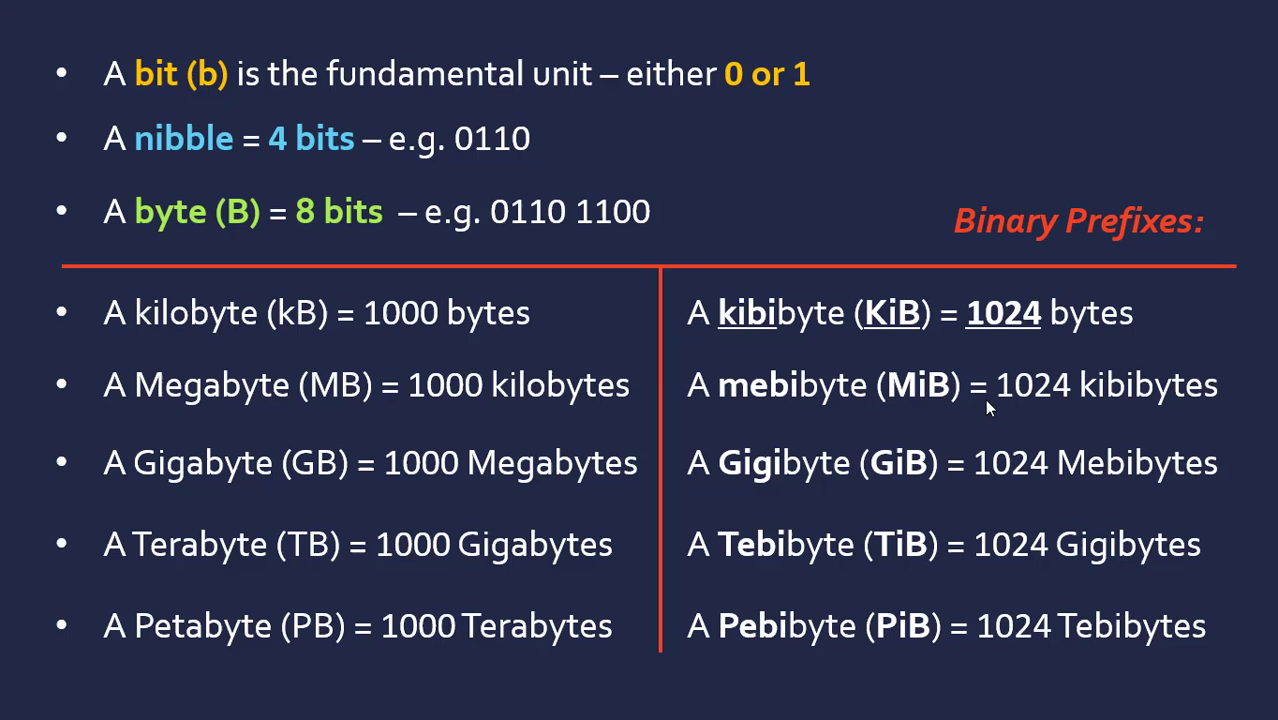 • A bit (b) is the fundamental unit – either 0 or 1
• A nibble = 4 bits – e.g. 0110
• A byte (B) = 8 bits – e.g. 0110 1100
Binary Prefixes:
• A kilobyte (kB) = 1000 bytes
• A Megabyte (MB) = 1000 kilobytes
• A Gigabyte (GB) = 1000 Megabytes
• A Terabyte (TB) = 1000 Gigabytes
• A Petabyte (PB) = 1000 Terabytes
A kibibyte (KiB) = 1024 bytes
A mebibyte (MiB) = 1024 kibibytes
A Gigibyte (GiB) = 1024 Mebibytes
A Tebibyte (TiB) = 1024 Gigibytes
A Pebibyte (PiB) = 1024 Tebibytes